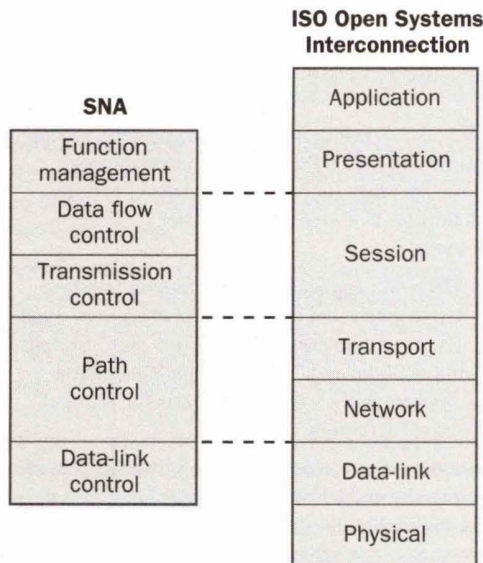 ISO Open Systems
Interconnection
SNA
Application
Presentation
Session
Transport
Network
Data-link
Physical
Function
management
Data flow
control
Transmission
control
Path
control
Data-link
control